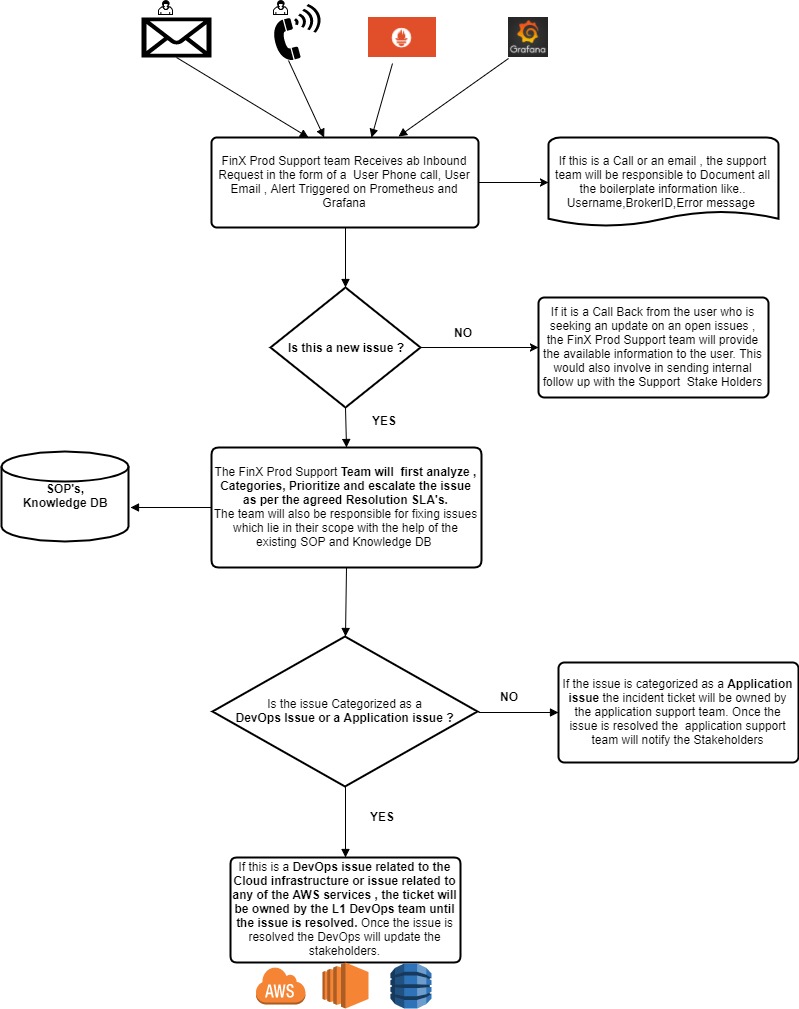 Grafana
FinX Prod Support team Receives ab Inbound
Request in the form of a User Phone call, User
Email , Alert Triggered on Prometheus and
Grafana
If this is a Call or an email , the support
team will be responsible to Document all
the boilerplate information like..
Username,BrokerID,Error message
Is this a new issue ?
NO
If it is a Call Back from the user who is
seeking an update on an open issues ,
the FinX Prod Support team will provide
the available information to the user. This
would also involve in sending internal
follow up with the Support Stake Holders
YES
The FinX Prod Support Team will first analyze ,
Categories, Prioritize and escalate the issue
as per the agreed Resolution SLA's.
The team will also be responsible for fixing issues
which lie in their scope with the help of the
existing SOP and Knowledge DB
SOP's,
Knowledge DB
Is the issue Categorized as a
DevOps Issue or a Application issue ?
NO
If the issue is categorized as a Application
issue the incident ticket will be owned by
the application support team. Once the
issue is resolved the application support
team will notify the Stakeholders
YES
If this is a DevOps issue related to the
Cloud infrastructure or issue related to
any of the AWS services , the ticket will
be owned by the L1 DevOps team until
the issue is resolved. Once the issue is
resolved the DevOps will update the
stakeholders.
AWS